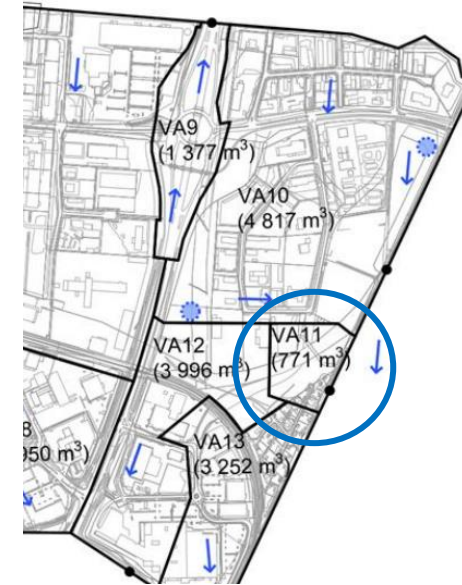 VA9
(1 377 m³)
VA10
(4 817 m³)
VA11
(771 m³)
VA12
(3 996 m³)
VA13
(3 252 m³)
8
950 m³)